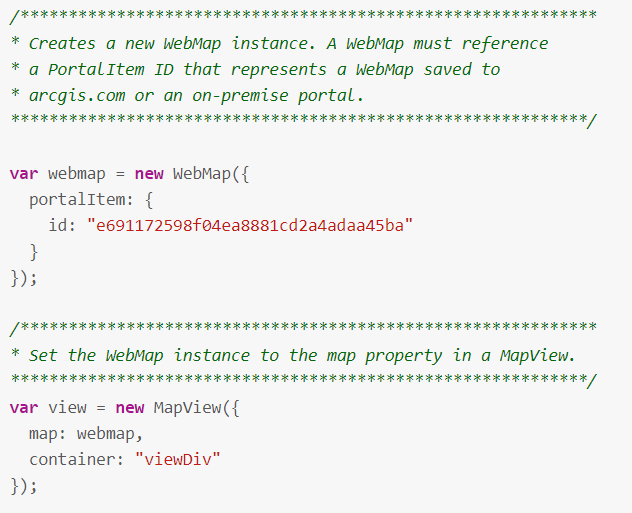 /************************************************************
* Creates a new WebMap instance. A WebMap must reference
* a PortalItem ID that represents a WebMap saved to
* arcgis.com or an on-premise portal.
************************************************************/
var webmap = new WebMap({
portalItem: {
id: "e691172598f04ea8881cd2a4adaa45ba"
}
});
/************************************************************
* Set the WebMap instance to the map property in a MapView.
************************************************************/
var view = new MapView({
map: webmap,
container: "viewDiv"
});